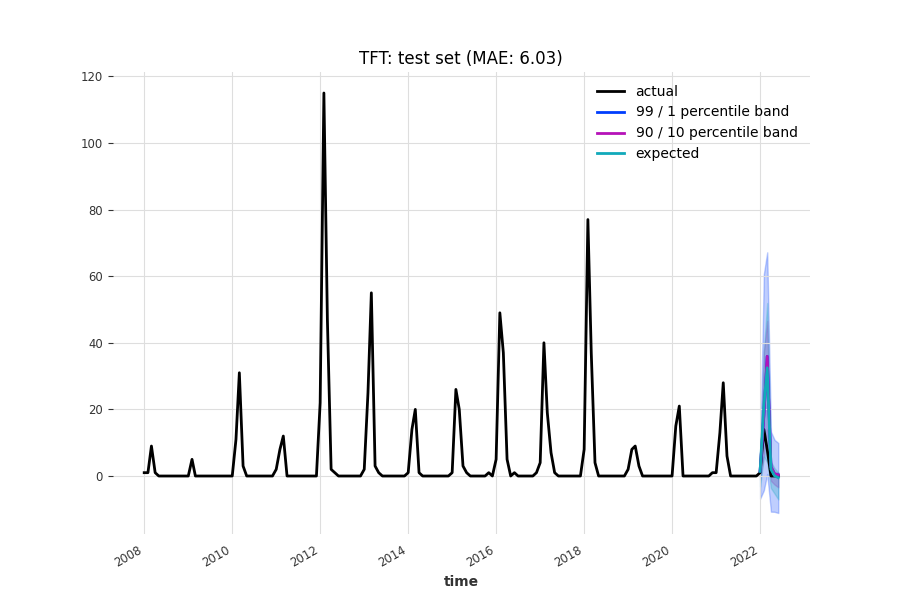 TFT: test set (MAE: 6.03)
actual
99 / 1 percentile band
90 / 10 percentile band
expected
120
100
80
60
40
20
0
2008
2010
2012
2014
2016
2018
2020
2022
time